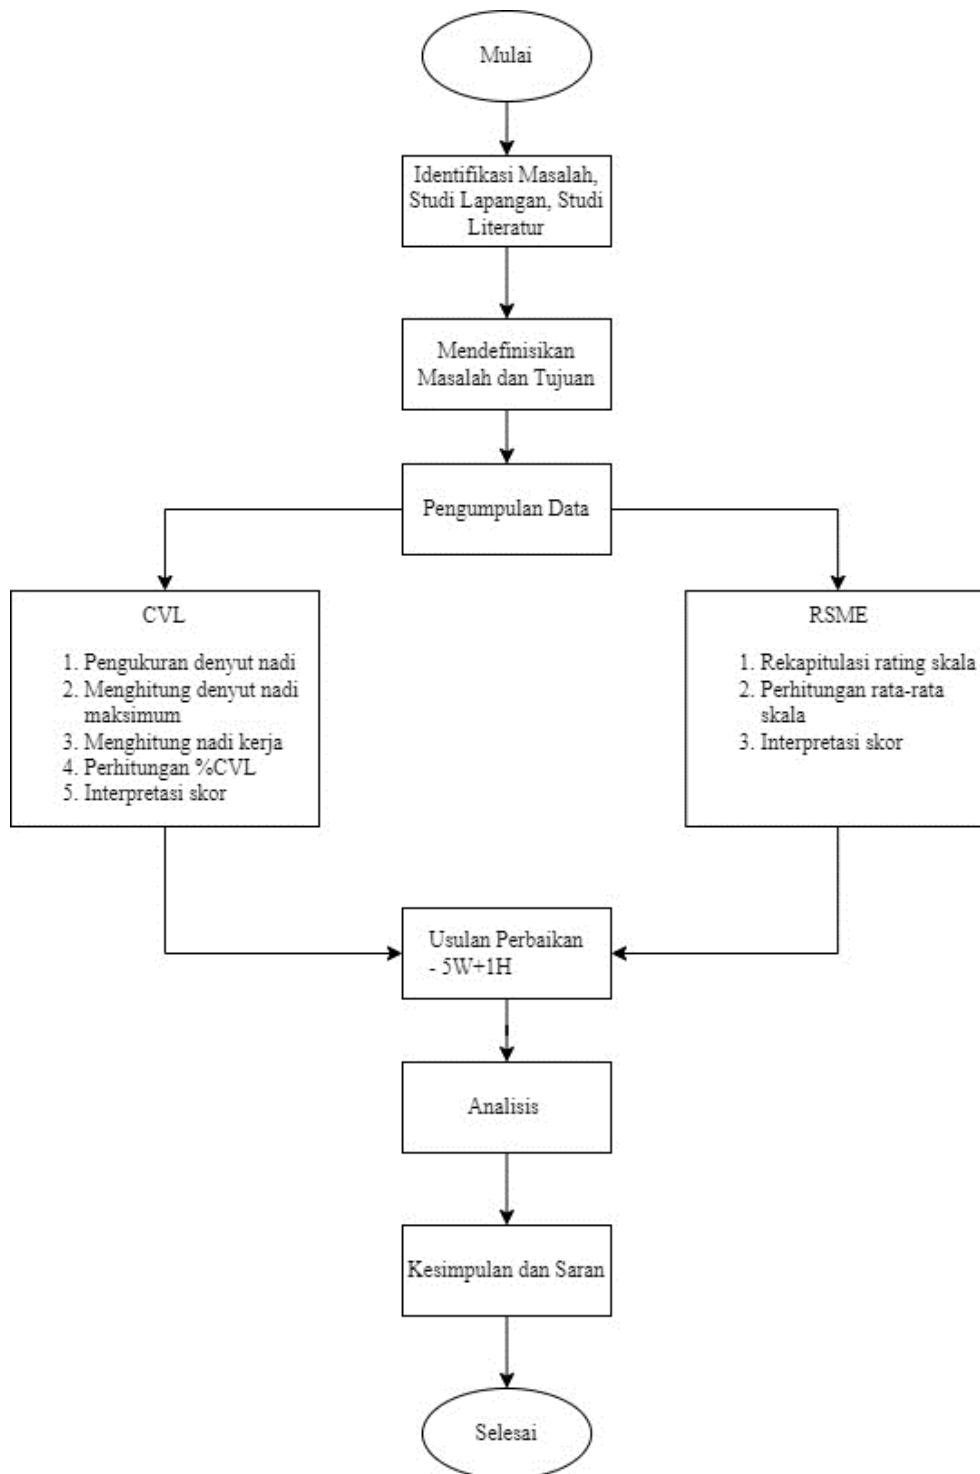 Mulai
Identifikasi Masalah,
Studi Lapangan, Studi
Literatur
Mendefinisikan
Masalah dan Tujuan
Pengumpulan Data
CVL
1. Pengukuran denyut nadi
2. Menghitung denyut nadi
maksimum
3. Menghitung nadi kerja
4. Perhitungan %CVL
5. Interpretasi skor
RSME
1. Rekapitulasi rating skala
2. Perhitungan rata-rata
skala
3. Interpretasi skor
Usulan Perbaikan
- 5W+1H
Analisis
Kesimpulan dan Saran
Selesai